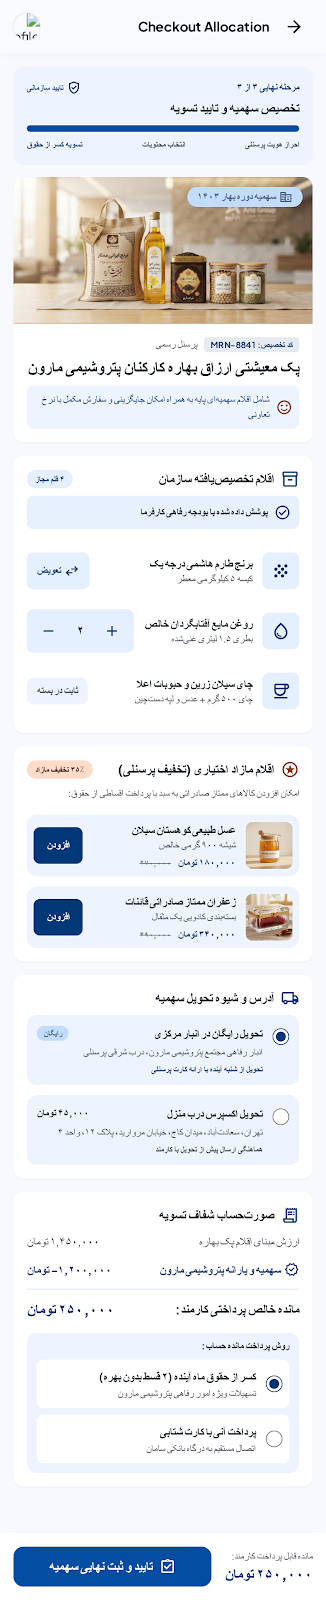 Checkout Allocation
مرحله نهایی ۳ از ۳
تایید سازمانی
تخصیص سهمیه و تایید تسویه
احراز هویت پرسنلی
انتخاب محتویات
تسویه کسر از حقوق
سهمیه دوره بهار ۱۴۰۳
کد تخصیص: MRN-8841
پرسنل رسمی
پک معیشتی ارزاق بهاره کارکنان پتروشیمی مارون
شامل اقلام سهمیه‌ای پایه به همراه امکان جایگزینی و سفارش مکمل با نرخ
تعاونی
اقلام تخصیص‌یافته سازمان
۴ قلم مجاز
پوشش داده شده با بودجه رفاهی کارفرما
برنج طارم هاشمی درجه یک
کیسه ۵ کیلوگرمی معطر
تعویض
روغن مایع آفتابگردان خالص
بطری ۱.۵ لیتری غنی‌شده
+ ۲ −
چای سیلان زرین و حبوبات اعلا
چای ۵۰۰ گرم + عدس و لپه دست‌چین
ثابت در بسته
اقلام مازاد اختیاری (تخفیف پرسنلی)
۳۵٪ تخفیف مازاد
امکان افزودن کالاهای ممتاز صادراتی به سبد با پرداخت اقساطی از حقوق:
عسل طبیعی کوهستان سبلان
شیشه ۹۰۰ گرمی خالص
۱۸۰,۰۰۰ تومان
افزودن
زعفران ممتاز صادراتی قائنات
بسته‌بندی کادویی یک مثقال
۳۴۰,۰۰۰ تومان
افزودن
آدرس و شیوه تحویل سهمیه
تحویل رایگان در انبار مرکزی
رایگان
انبار رفاهی مجتمع پتروشیمی مارون، درب شرقی پرسنلی
تحویل از شنبه آینده با ارائه کارت پرسنلی
تحویل اکسپرس درب منزل
۴۵,۰۰۰ تومان
تهران، سعادت‌آباد، میدان کاج، خیابان مروارید، پلاک ۱۲، واحد ۴
هماهنگی ارسال پیش از تحویل با کارمند
صورت‌حساب شفاف تسویه
ارزش مبنای اقلام پک بهاره
۱,۴۵۰,۰۰۰ تومان
سهمیه و یارانه پتروشیمی مارون
−۱,۲۰۰,۰۰۰ تومان
مانده خالص پرداختی کارمند:
۲۵۰,۰۰۰ تومان
روش پرداخت مانده حساب:
کسر از حقوق ماه آینده (۲ قسط بدون بهره)
تسهیلات ویژه امور رفاهی پتروشیمی مارون
پرداخت آنی با کارت شتابی
اتصال مستقیم به درگاه بانکی سامان
مانده قابل پرداخت کارمند:
۲۵۰,۰۰۰ تومان
تایید و ثبت نهایی سهمیه